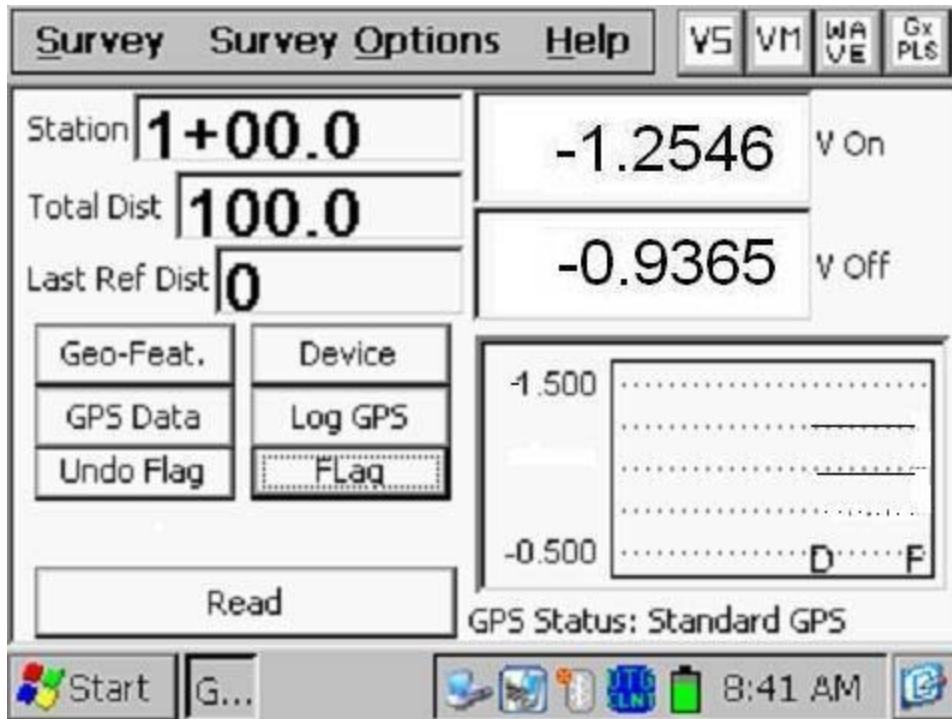 Survey Survey Options Help VS VM WA VE Gx PLS
Station 1+00.0
-1.2546 V On
Total Dist 100.0
-0.9365 V Off
Last Ref Dist 0
Geo-Feat. Device
GPS Data Log GPS
Undo Flag FLag
Read
-1.500
-0.500
D F
GPS Status: Standard GPS
Start G... 8:41 AM